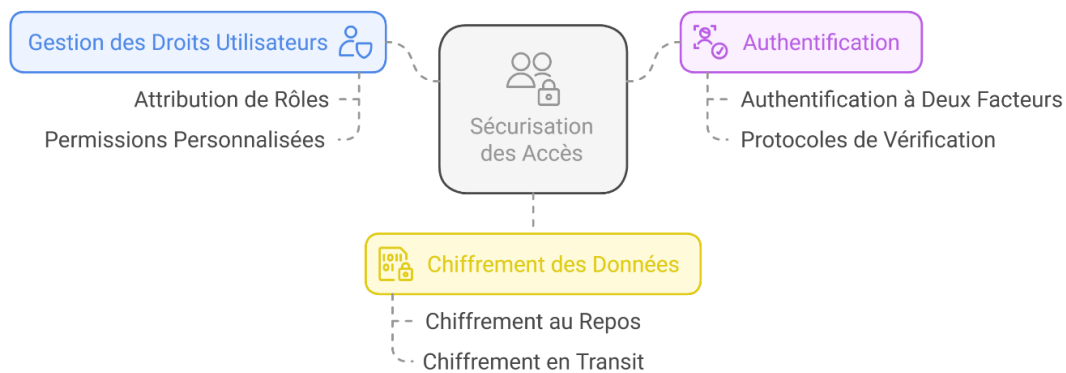 Gestion des Droits Utilisateurs
Attribution de Rôles
Permissions Personnalisées
Sécurisation
des Accès
Authentification
Authentification à Deux Facteurs
Protocoles de Vérification
Chiffrement des Données
Chiffrement au Repos
Chiffrement en Transit